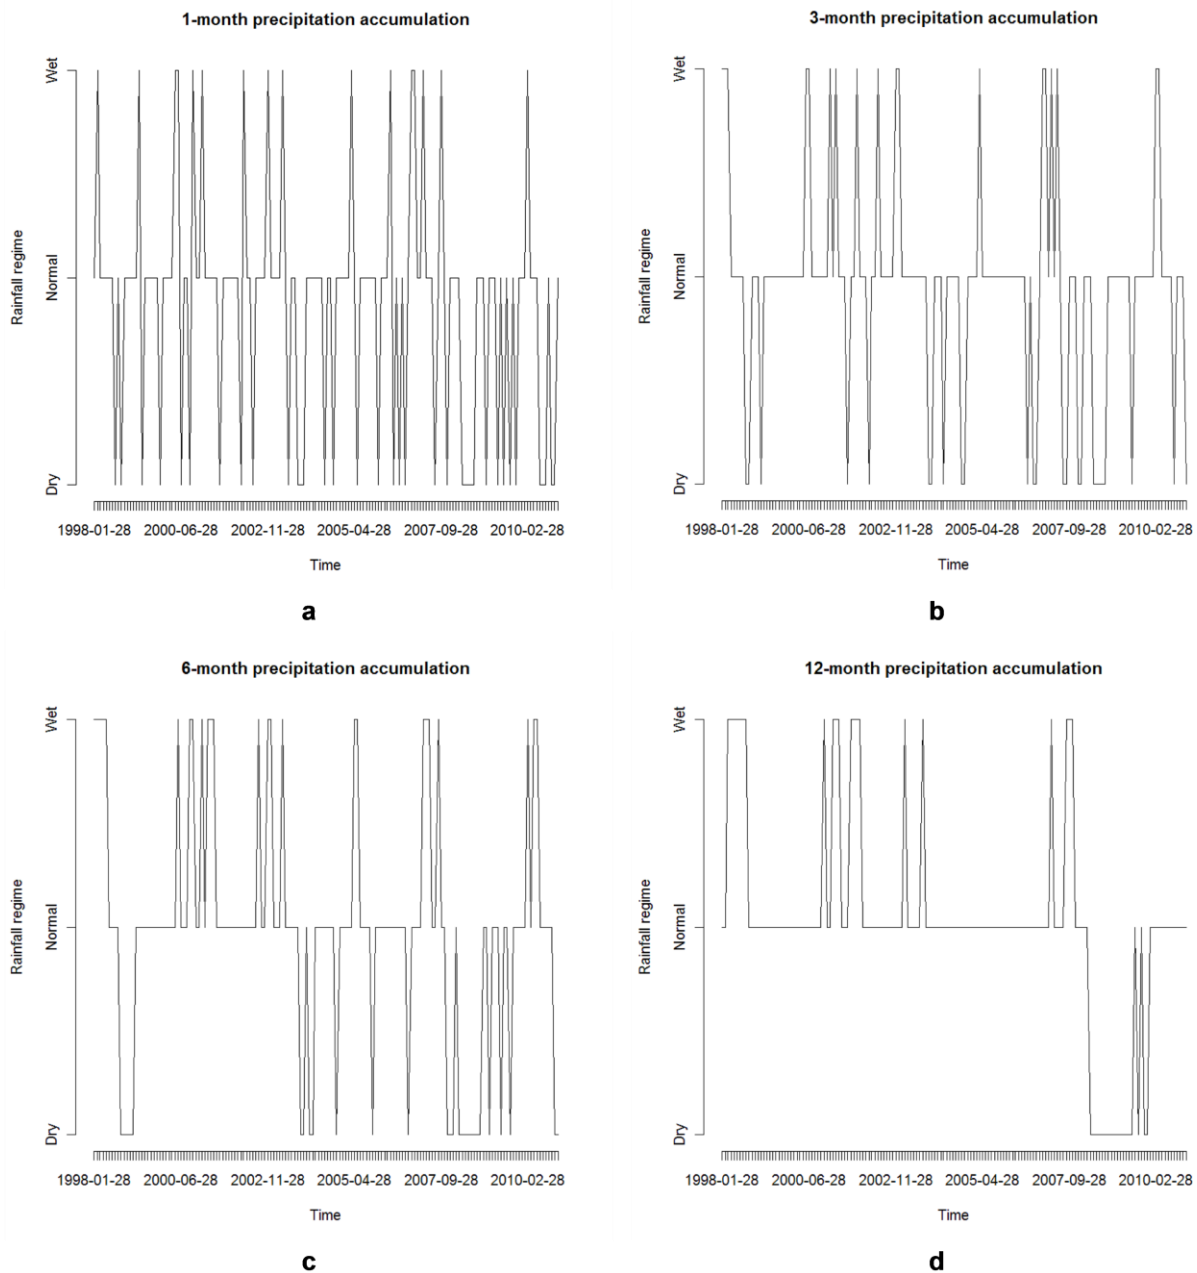 1-month precipitation accumulation
Wet
Normal
Dry
Rainfall regime
1998-01-28 2000-06-28 2002-11-28 2005-04-28 2007-09-28 2010-02-28
Time
a
3-month precipitation accumulation
Wet
Normal
Dry
Rainfall regime
1998-01-28 2000-06-28 2002-11-28 2005-04-28 2007-09-28 2010-02-28
Time
b
6-month precipitation accumulation
Wet
Normal
Dry
Rainfall regime
1998-01-28 2000-06-28 2002-11-28 2005-04-28 2007-09-28 2010-02-28
Time
c
12-month precipitation accumulation
Wet
Normal
Dry
Rainfall regime
1998-01-28 2000-06-28 2002-11-28 2005-04-28 2007-09-28 2010-02-28
Time
d